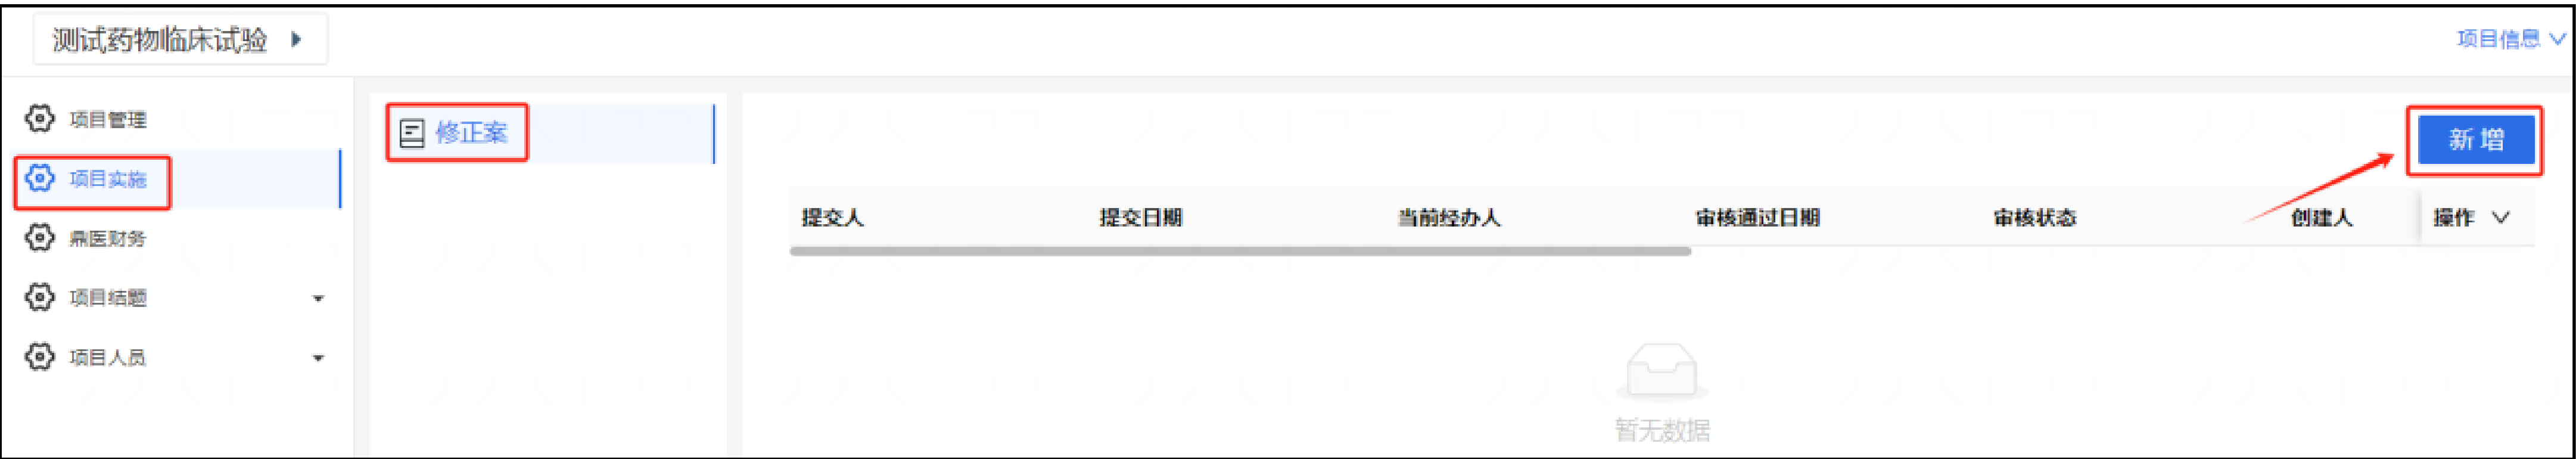 测试药物临床试验
项目信息
项目管理
项目实施
鼎医财务
项目结题
项目人员
修正案
新增
提交人 提交日期 当前经办人 审核通过日期 审核状态 创建人 操作
暂无数据